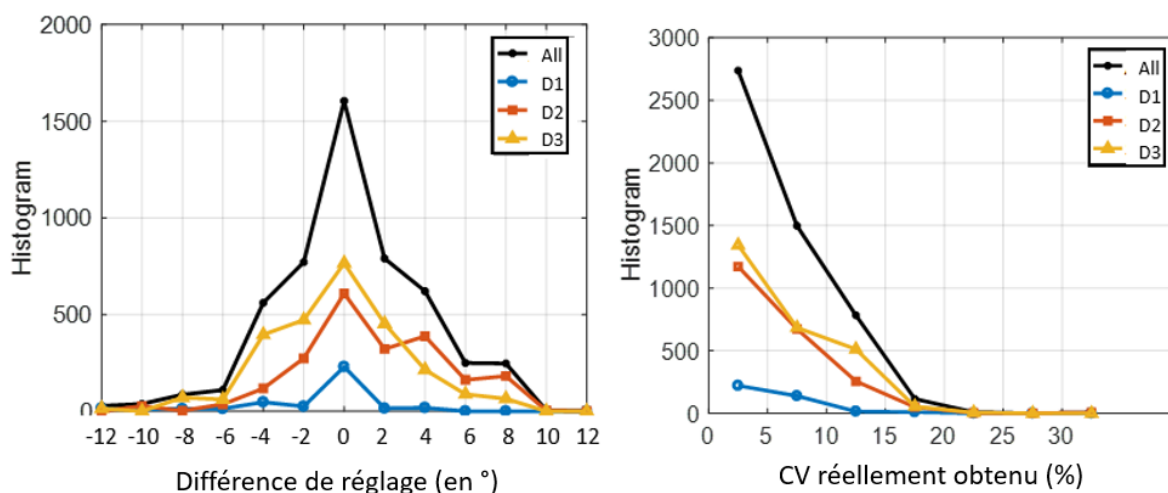 2000
1500
1000
500
0
Histogram
All
D1
D2
D3
-12 -10 -8 -6 -4 -2 0 2 4 6 8 10 12
Différence de réglage (en °)
3000
2500
2000
1500
1000
500
0
Histogram
All
D1
D2
D3
0 5 10 15 20 25 30
CV réellement obtenu (%)